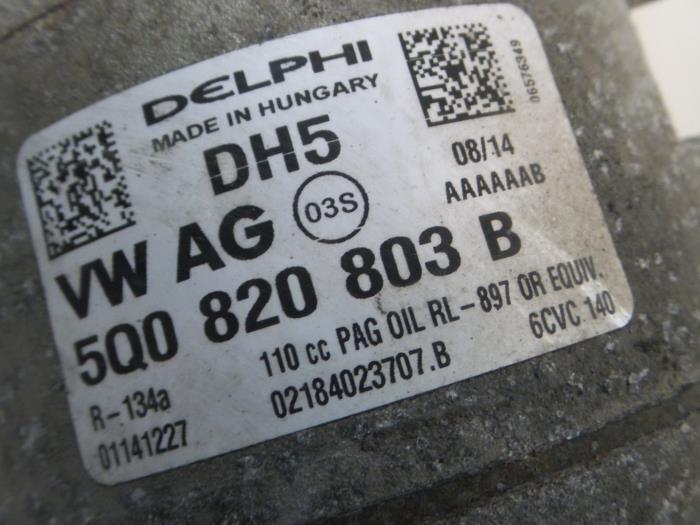 DELPHI
MADE IN HUNGARY
06576349
DH5
08/14
AAAAAAB
VW AG 03S
5Q0 820 803 B
110 cc PAG OIL RL-897 OR EQUIV.
R-134a
02184023707.B
6CVC 140
01141227